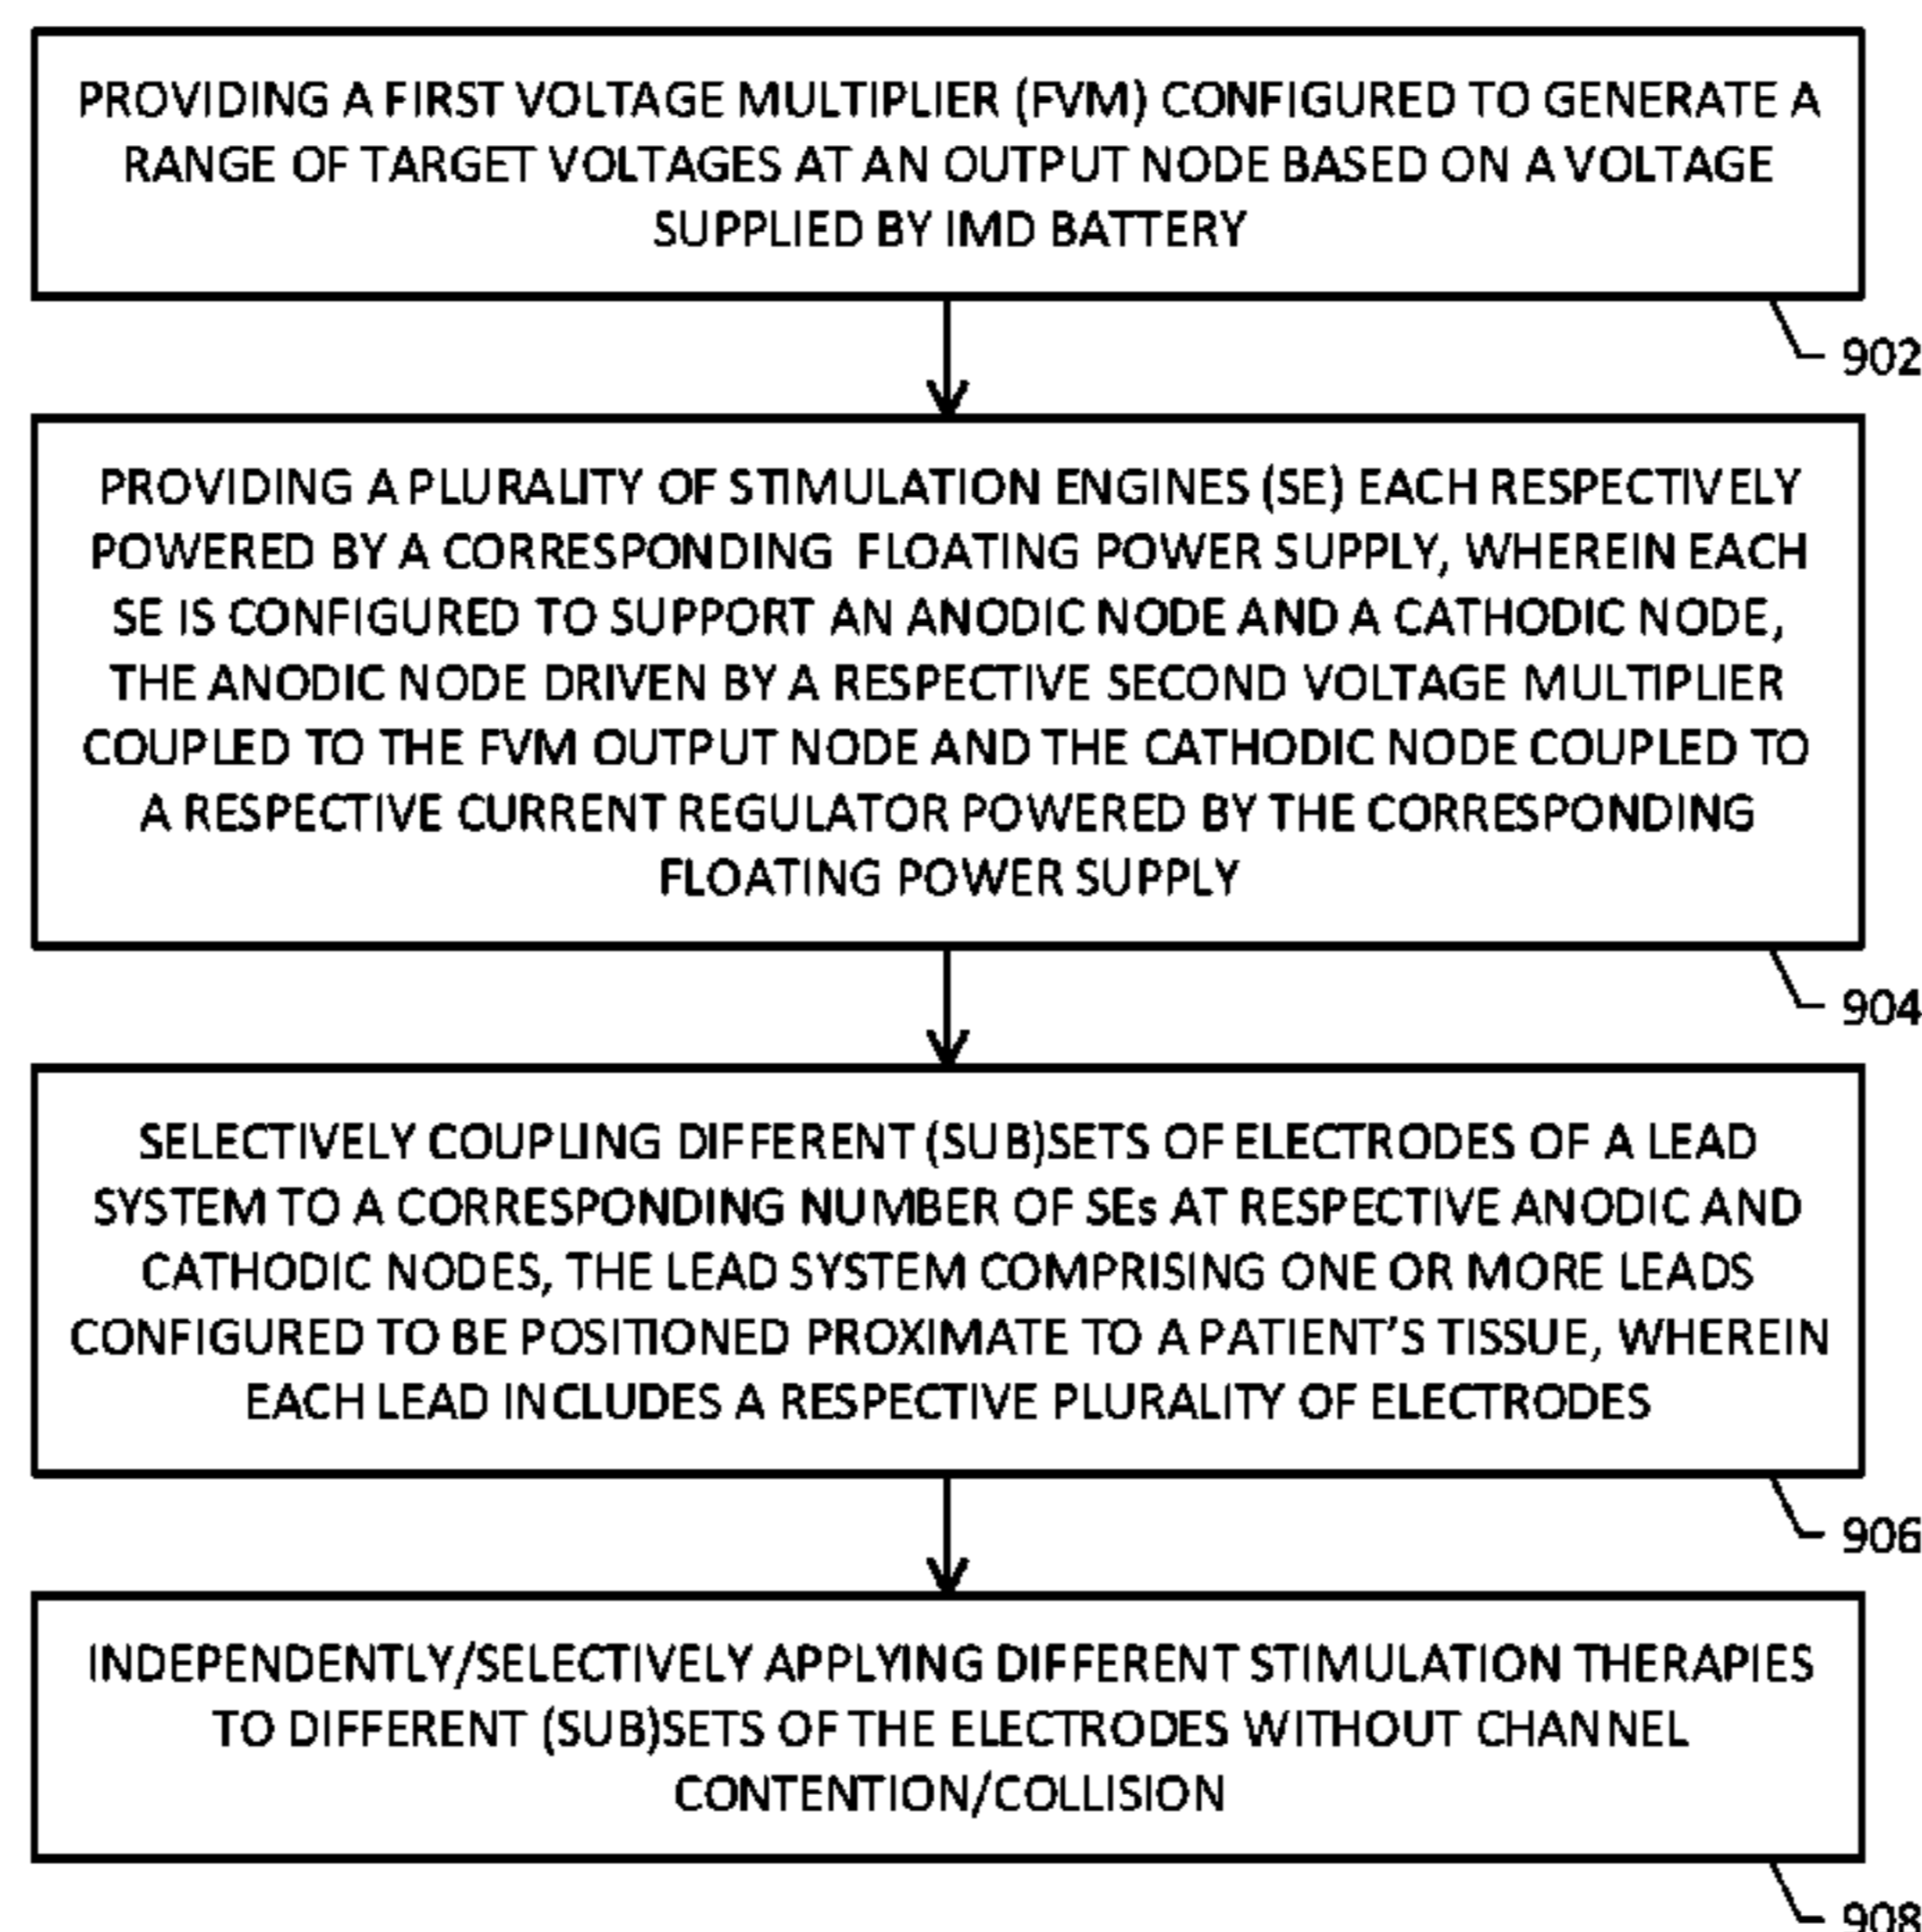 PROVIDING A FIRST VOLTAGE MULTIPLIER (FVM) CONFIGURED TO GENERATE A
RANGE OF TARGET VOLTAGES AT AN OUTPUT NODE BASED ON A VOLTAGE
SUPPLIED BY IMD BATTERY
902
PROVIDING A PLURALITY OF STIMULATION ENGINES (SE) EACH RESPECTIVELY
POWERED BY A CORRESPONDING FLOATING POWER SUPPLY, WHEREIN EACH
SE IS CONFIGURED TO SUPPORT AN ANODIC NODE AND A CATHODIC NODE,
THE ANODIC NODE DRIVEN BY A RESPECTIVE SECOND VOLTAGE MULTIPLIER
COUPLED TO THE FVM OUTPUT NODE AND THE CATHODIC NODE COUPLED TO
A RESPECTIVE CURRENT REGULATOR POWERED BY THE CORRESPONDING
FLOATING POWER SUPPLY
904
SELECTIVELY COUPLING DIFFERENT (SUB)SETS OF ELECTRODES OF A LEAD
SYSTEM TO A CORRESPONDING NUMBER OF SEs AT RESPECTIVE ANODIC AND
CATHODIC NODES, THE LEAD SYSTEM COMPRISING ONE OR MORE LEADS
CONFIGURED TO BE POSITIONED PROXIMATE TO A PATIENT'S TISSUE, WHEREIN
EACH LEAD INCLUDES A RESPECTIVE PLURALITY OF ELECTRODES
906
INDEPENDENTLY/SELECTIVELY APPLYING DIFFERENT STIMULATION THERAPIES
TO DIFFERENT (SUB)SETS OF THE ELECTRODES WITHOUT CHANNEL
CONTENTION/COLLISION
908